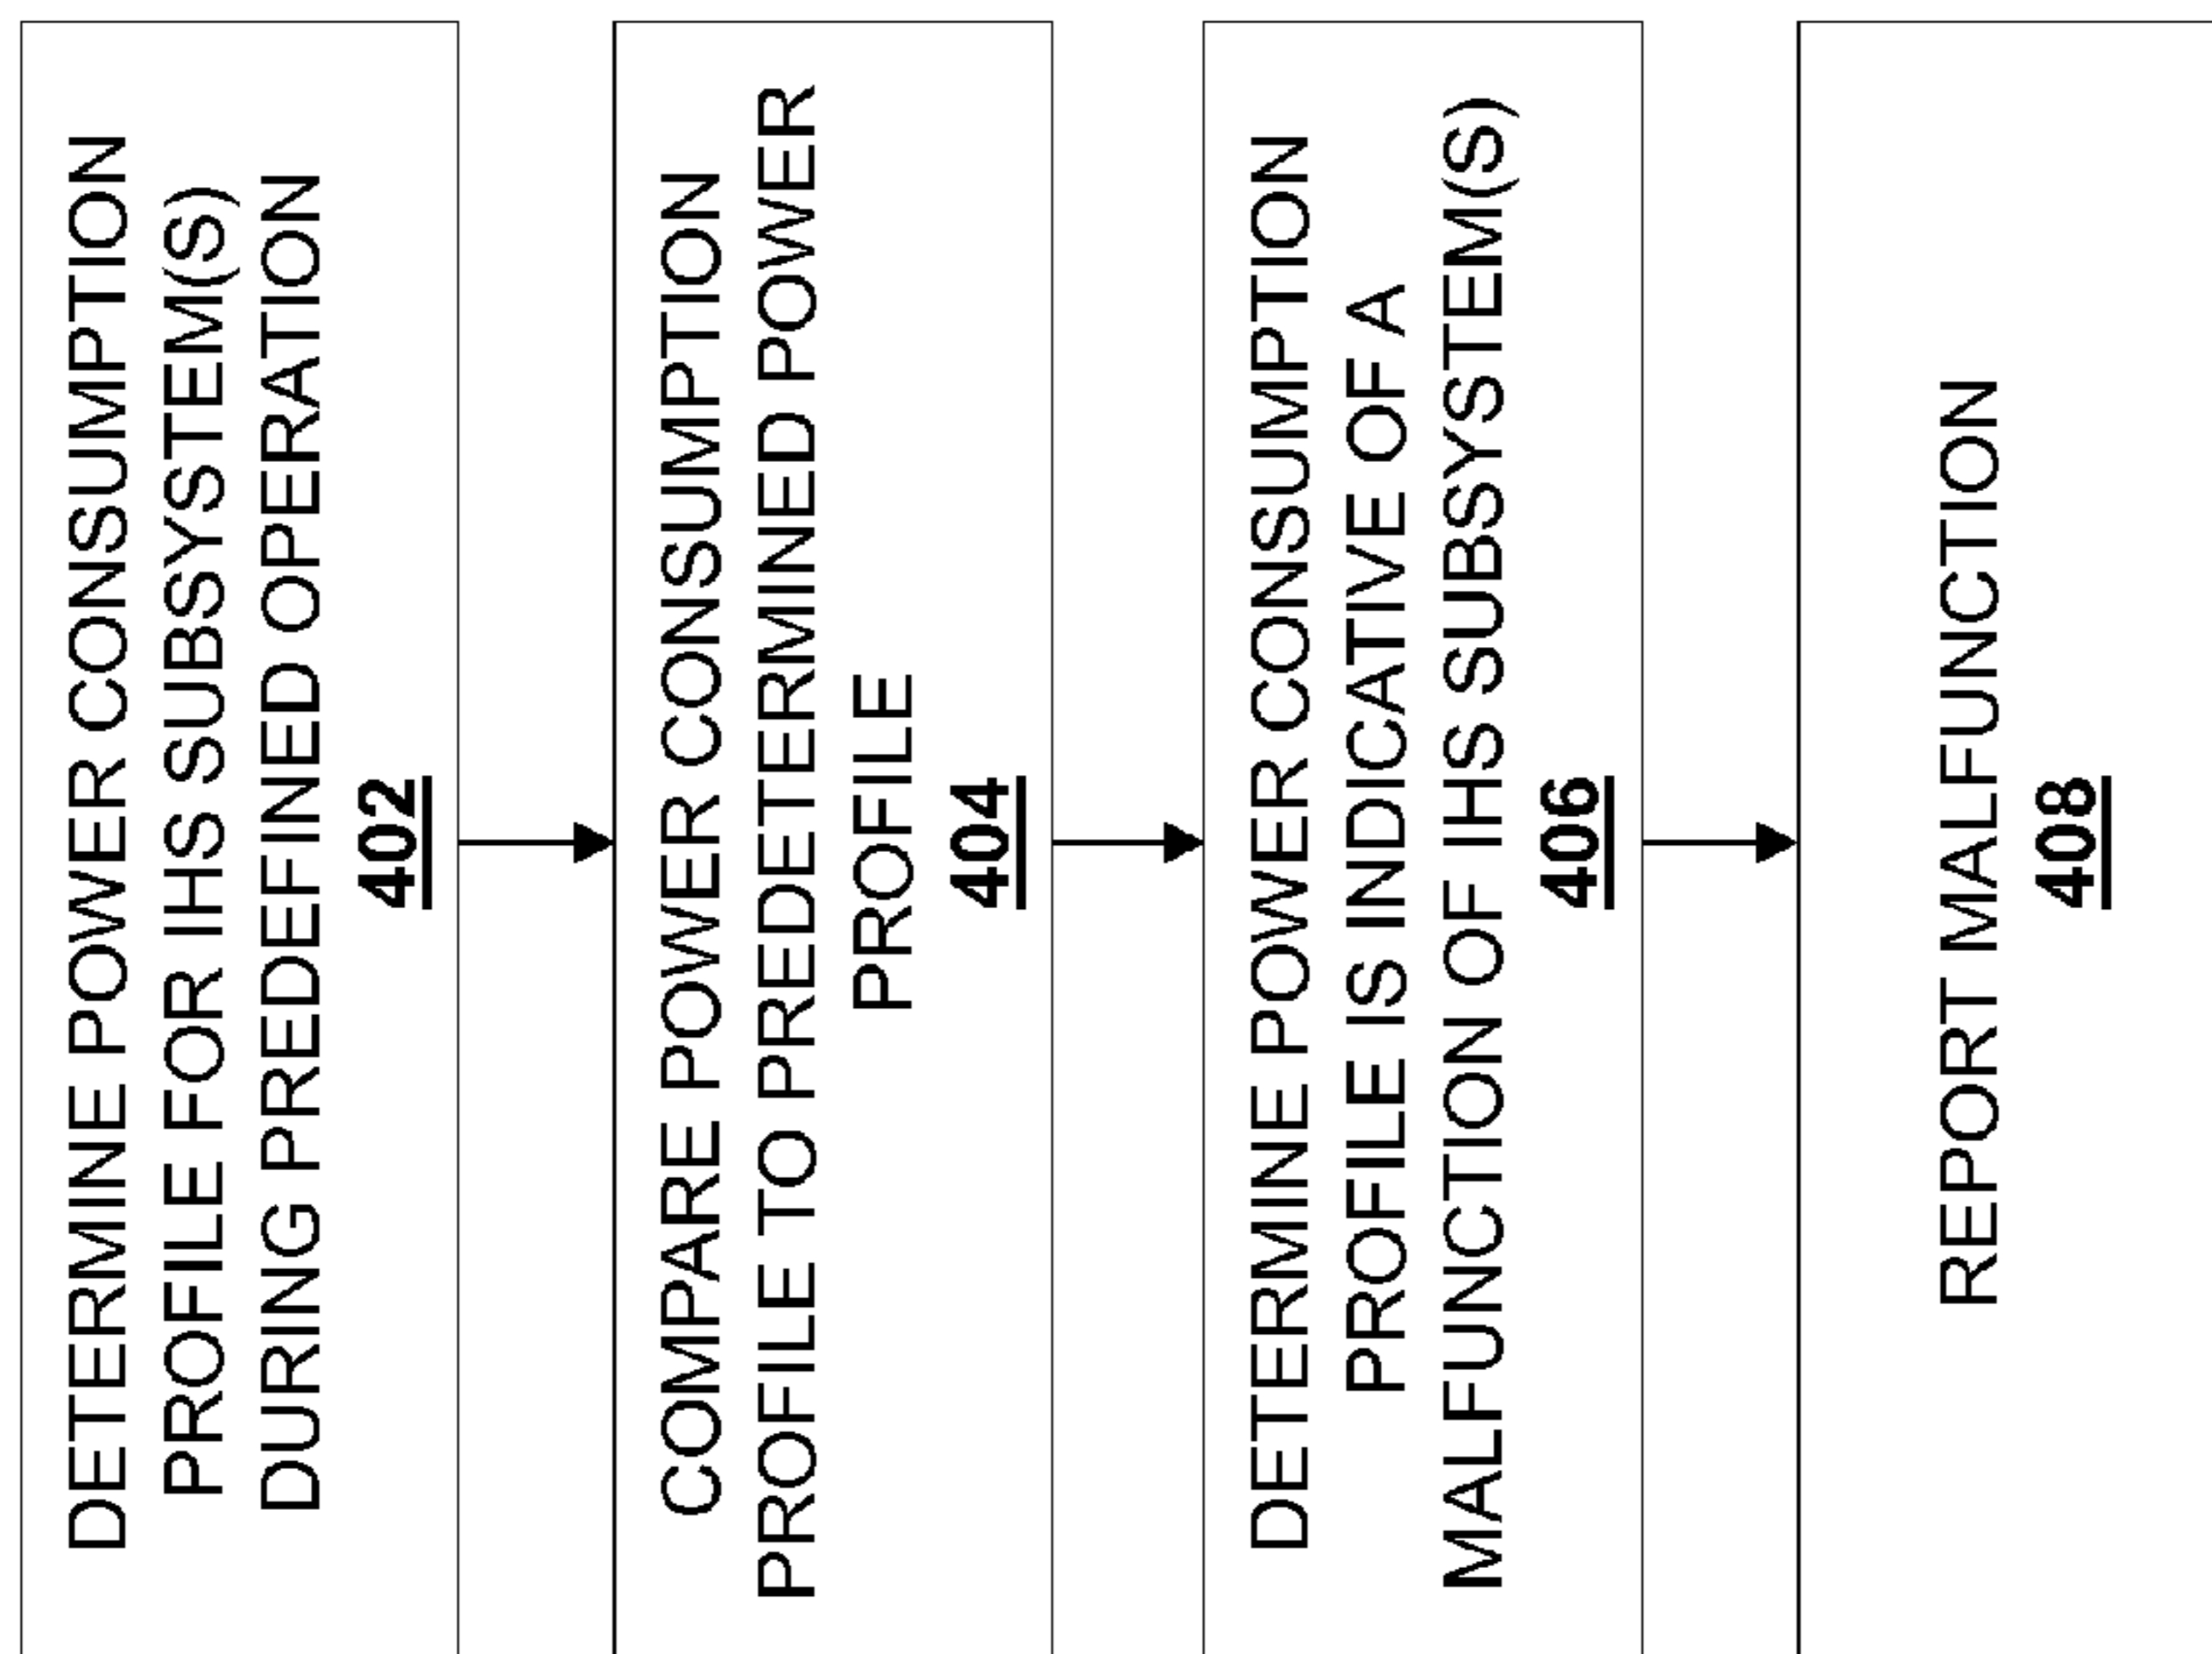 DETERMINE POWER CONSUMPTION
PROFILE FOR IHS SUBSYSTEM(S)
DURING PREDEFINED OPERATION
402
COMPARE POWER CONSUMPTION
PROFILE TO PREDETERMINED POWER
PROFILE
404
DETERMINE POWER CONSUMPTION
PROFILE IS INDICATIVE OF A
MALFUNCTION OF IHS SUBSYSTEM(S)
406
REPORT MALFUNCTION
408